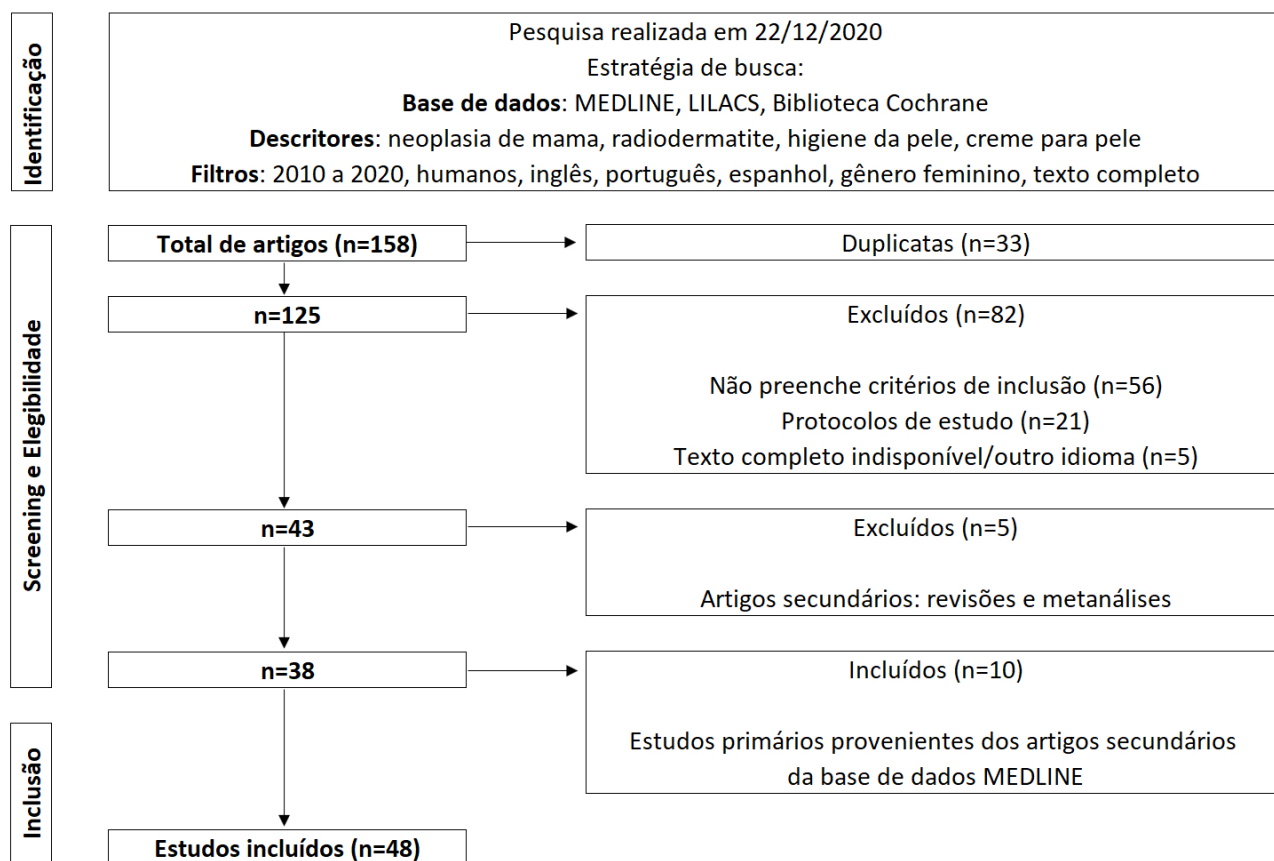 Identificação
Pesquisa realizada em 22/12/2020
Estratégia de busca:
Base de dados: MEDLINE, LILACS, Biblioteca Cochrane
Descritores: neoplasia de mama, radiodermatite, higiene da pele, creme para pele
Filtros: 2010 a 2020, humanos, inglês, português, espanhol, gênero feminino, texto completo
Screening e Elegibilidade
Total de artigos (n=158)
Duplicatas (n=33)
n=125
Excluídos (n=82)
Não preenche critérios de inclusão (n=56)
Protocolos de estudo (n=21)
Texto completo indisponível/outro idioma (n=5)
n=43
Excluídos (n=5)
Artigos secundários: revisões e metanálises
n=38
Incluídos (n=10)
Estudos primários provenientes dos artigos secundários
da base de dados MEDLINE
Inclusão
Estudos incluídos (n=48)